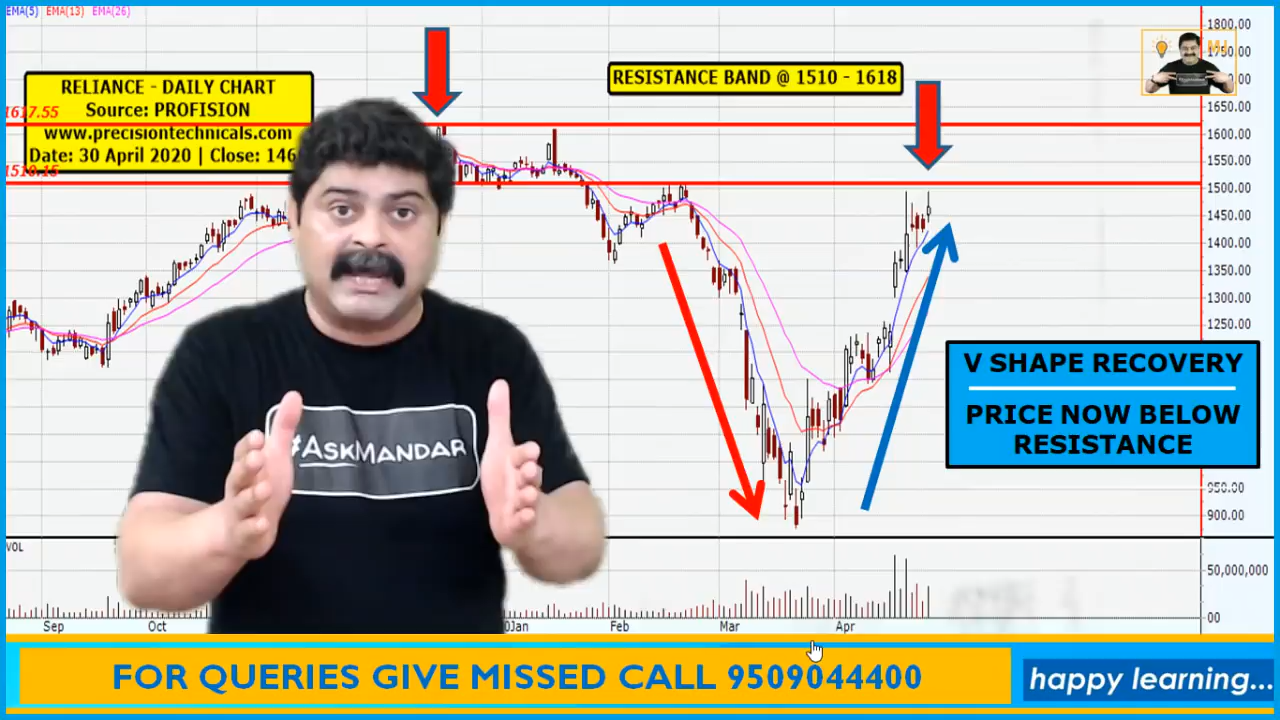 EMA(5) EMA(13) EMA(26)
RELIANCE - DAILY CHART
Source: PROFISION
www.precisiontechnicals.com
Date: 30 April 2020 | Close: 146
1617.55
1510.15
RESISTANCE BAND @ 1510 - 1618
1800.00
1650.00
1600.00
1550.00
1500.00
1450.00
1400.00
1350.00
1300.00
1250.00
V SHAPE RECOVERY
PRICE NOW BELOW
RESISTANCE
950.00
900.00
#ASKMANDAR
VOL
50,000,000
00
Sep Oct Jan Feb Mar Apr
FOR QUERIES GIVE MISSED CALL 9509044400
happy learning...